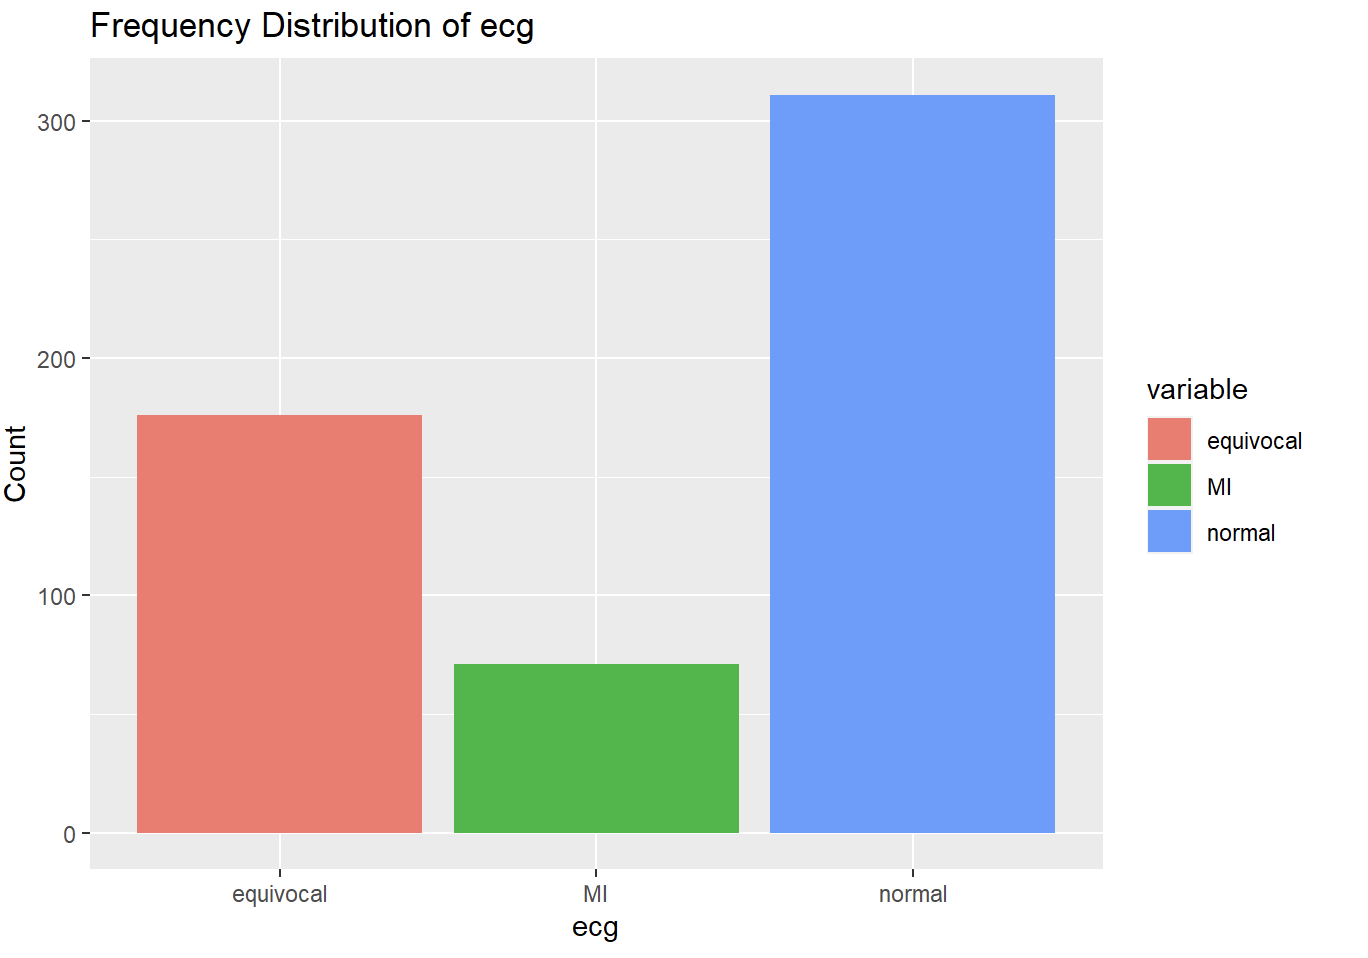 Frequency Distribution of ecg
300
200
100
0
Count
equivocal
MI
normal
ecg
variable
equivocal
MI
normal